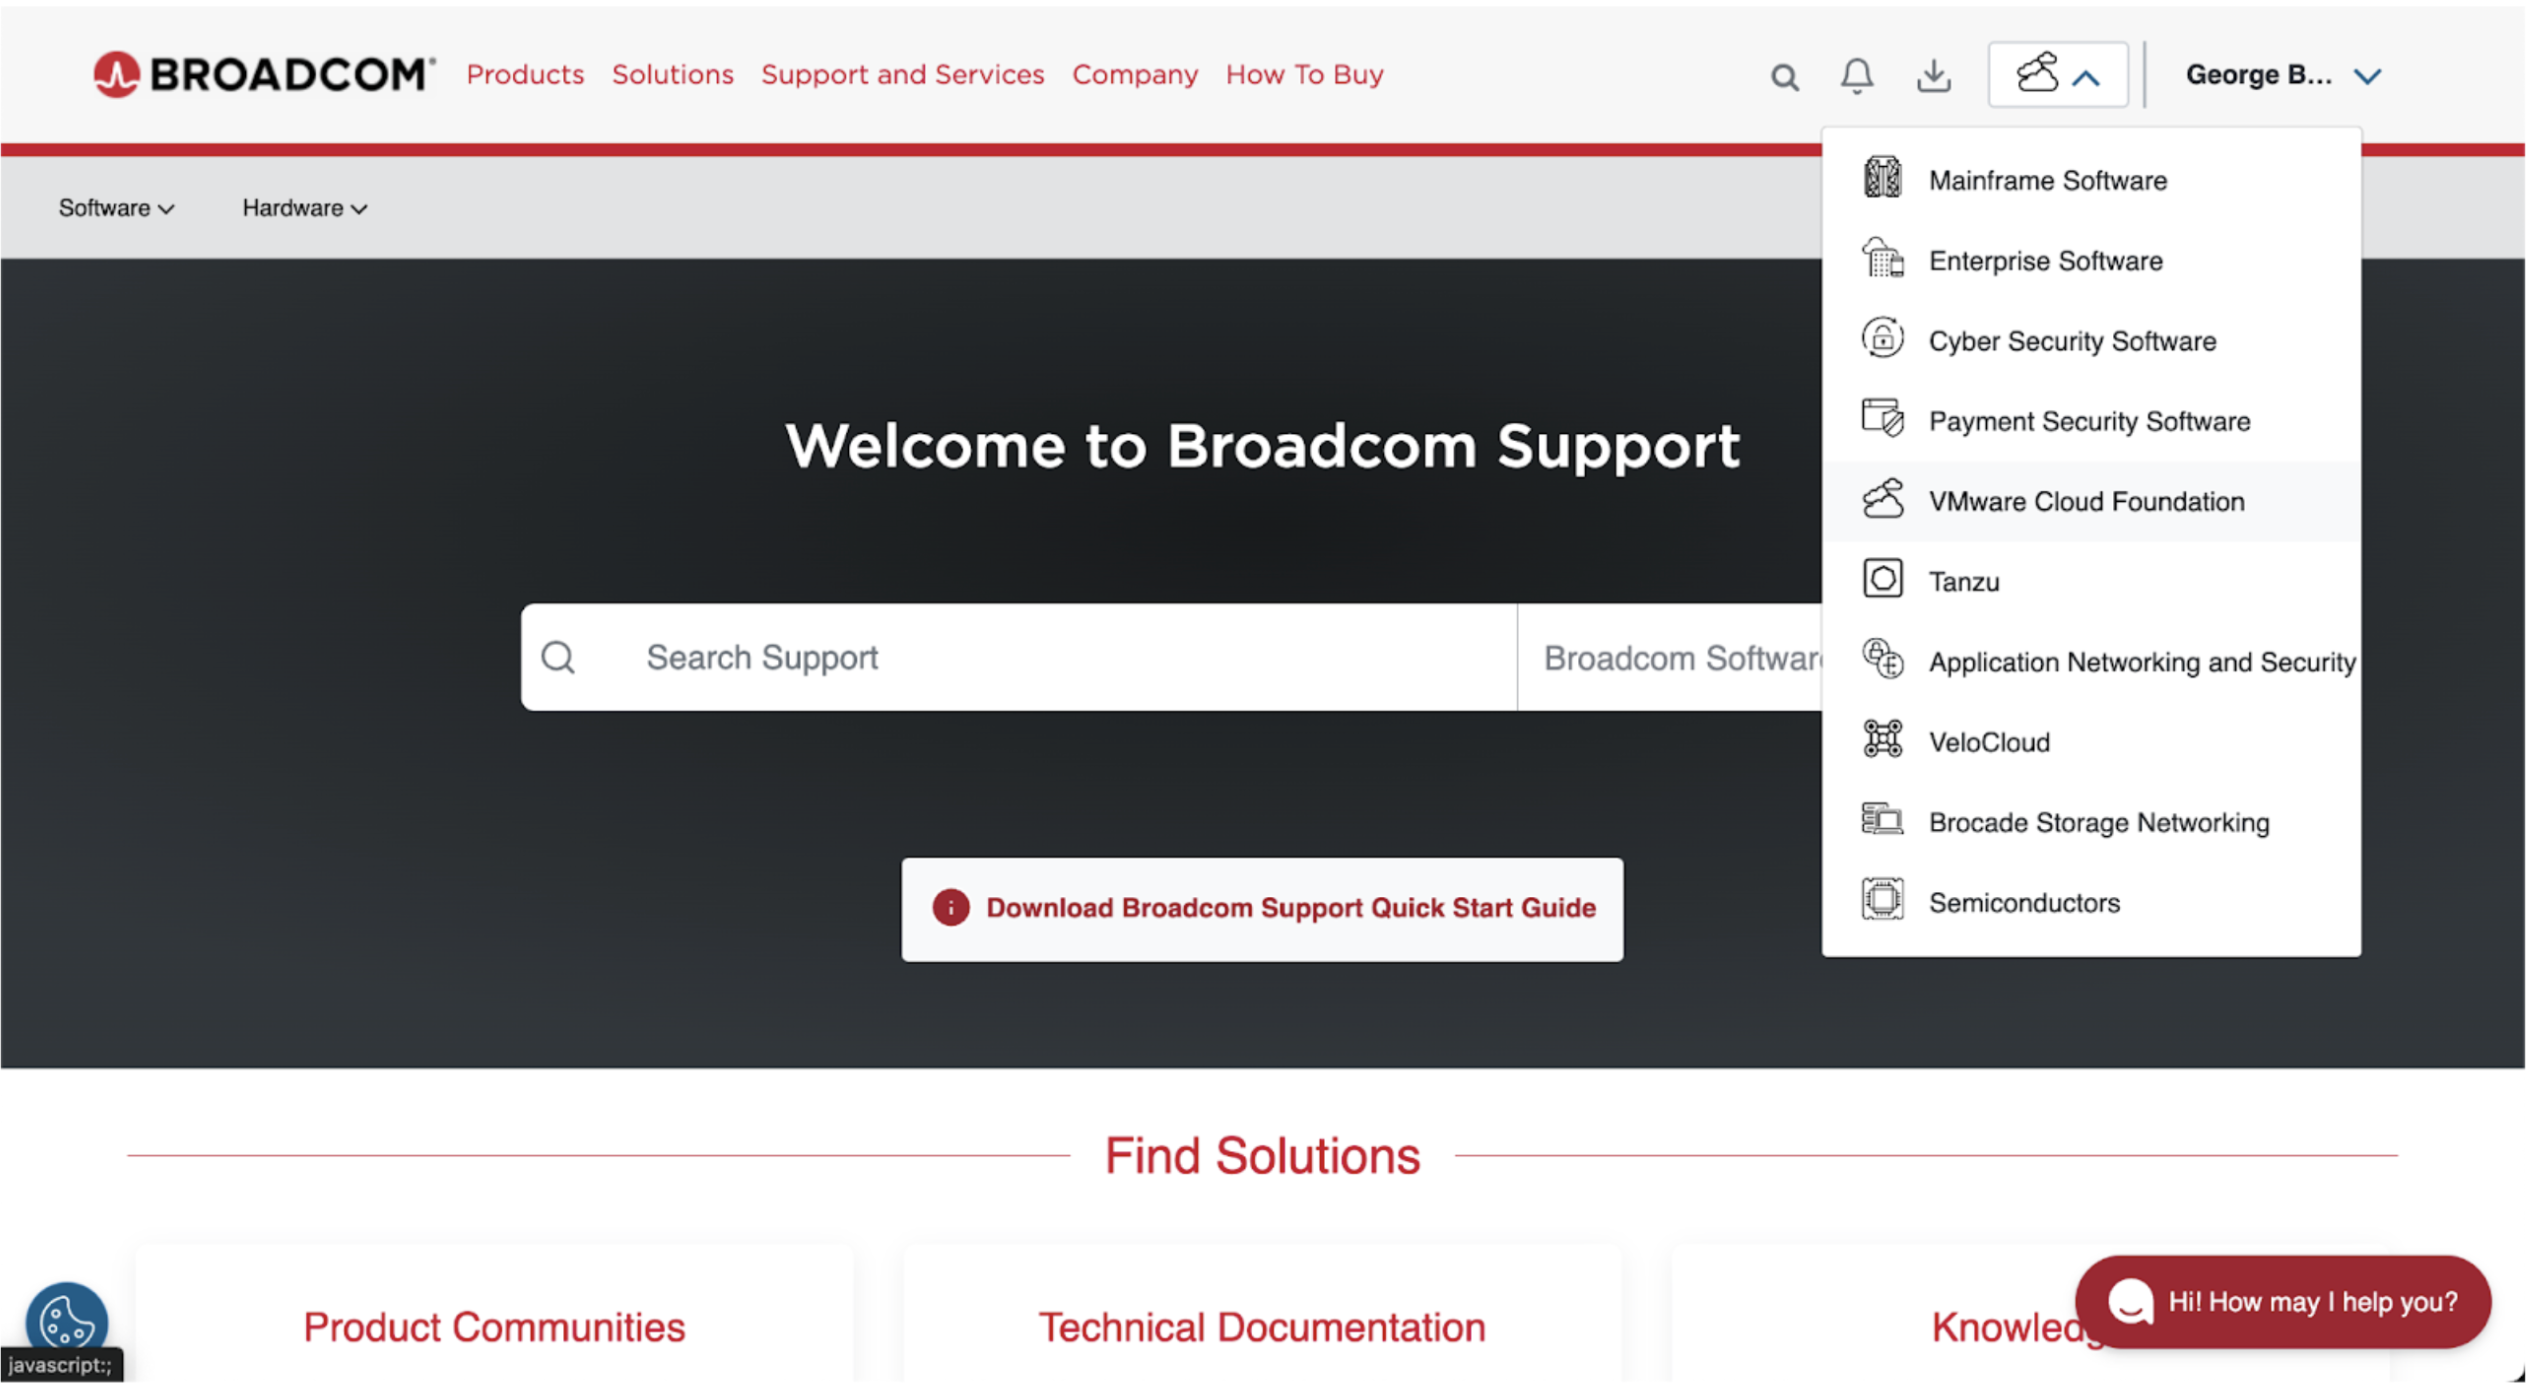 BROADCOM
Products Solutions Support and Services Company How To Buy
George B...
Software Hardware
Mainframe Software
Enterprise Software
Cyber Security Software
Payment Security Software
VMware Cloud Foundation
Tanzu
Application Networking and Security
VeloCloud
Brocade Storage Networking
Semiconductors
Welcome to Broadcom Support
Search Support
Broadcom Softwar
Download Broadcom Support Quick Start Guide
Find Solutions
Product Communities
Technical Documentation
Knowledg
Hi! How may I help you?
javascript:;